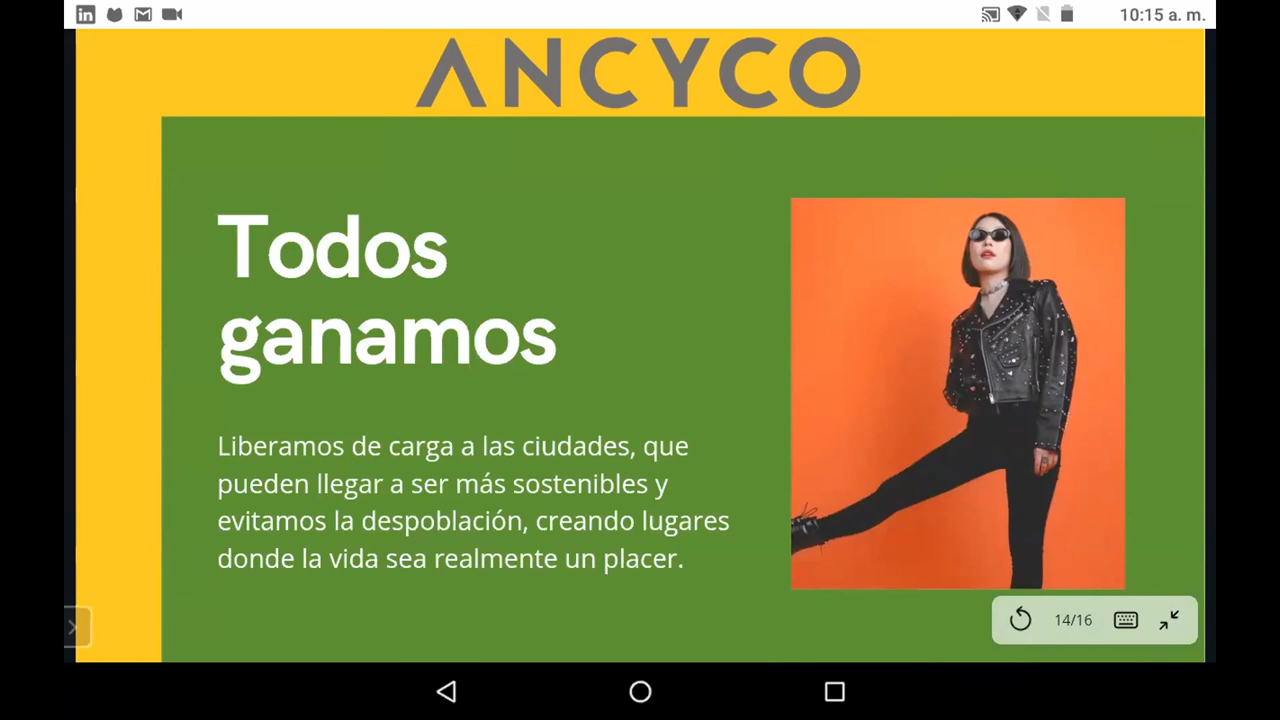 10:15 a. m.
ANCYCO
Todos
ganamos
Liberamos de carga a las ciudades, que
pueden llegar a ser más sostenibles y
evitamos la despoblación, creando lugares
donde la vida sea realmente un placer.
14/16